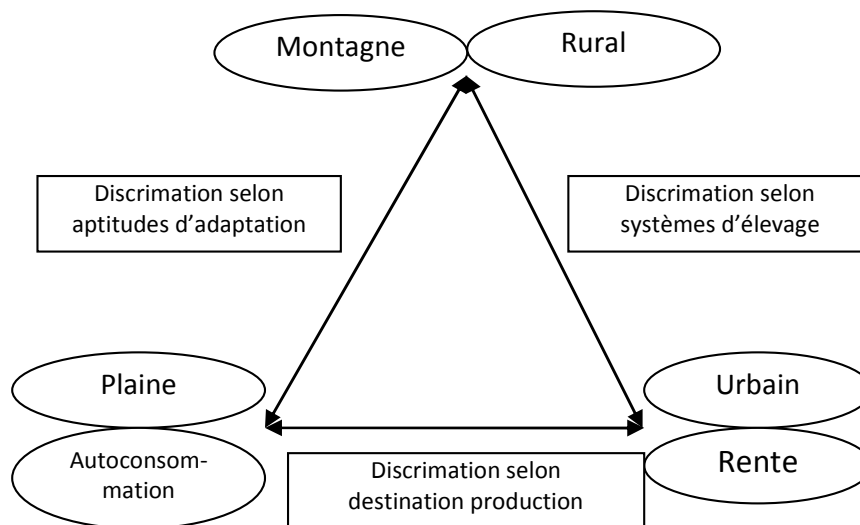 Montagne
Rural
Discrimation selon
aptitudes d'adaptation
Discrimation selon
systèmes d'élevage
Plaine
Urbain
Autoconsom-
mation
Rente
Discrimation selon
destination production